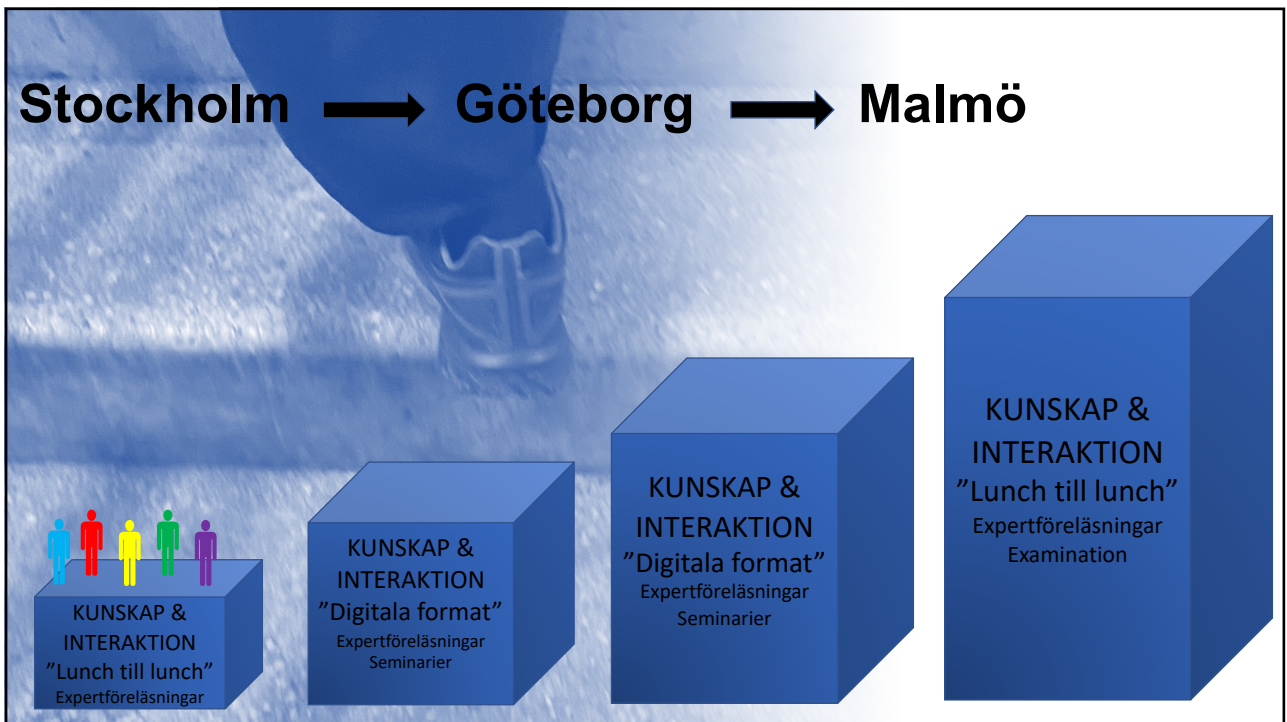 Stockholm Göteborg Malmö
KUNSKAP &
INTERAKTION
”Lunch till lunch”
Expertföreläsningar
KUNSKAP &
INTERAKTION
”Digitala format”
Expertföreläsningar
Seminarier
KUNSKAP &
INTERAKTION
”Digitala format”
Expertföreläsningar
Seminarier
KUNSKAP &
INTERAKTION
”Lunch till lunch”
Expertföreläsningar
Examination